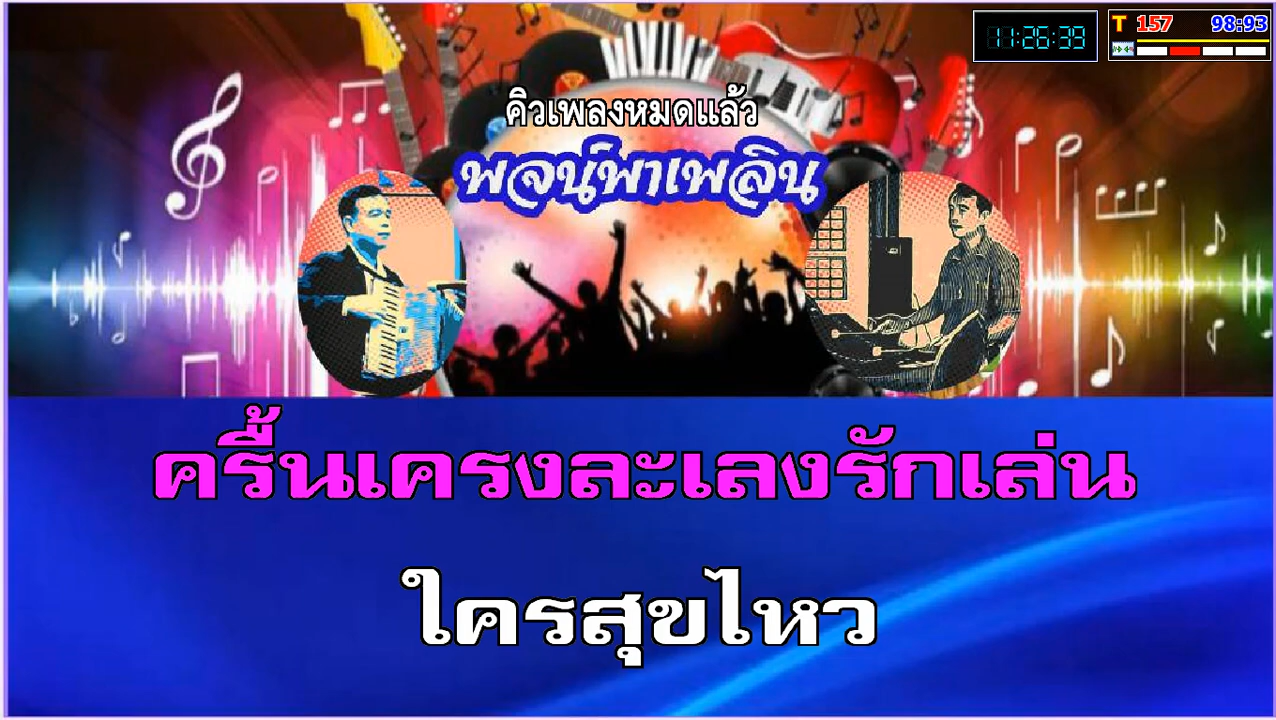 11:26:39
T 157 98:93
คิวเพลงหมดแล้ว
พจน์พาเพลิน
ครื้นเครงละเลงรักเล่น
ใครสุขไหว